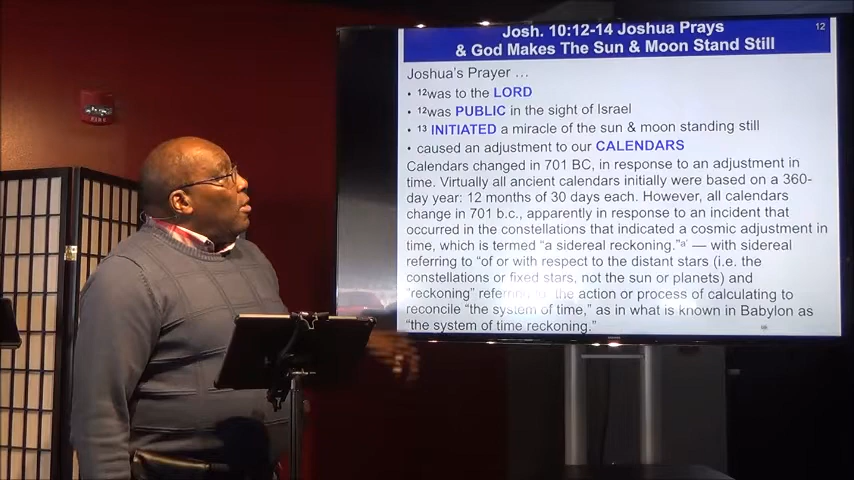 Josh. 10:12-14 Joshua Prays
12
& God Makes The Sun & Moon Stand Still
Joshua's Prayer …
• 12was to the LORD
• 12was PUBLIC in the sight of Israel
• 13 INITIATED a miracle of the sun & moon standing still
• caused an adjustment to our CALENDARS
Calendars changed in 701 BC, in response to an adjustment in
time. Virtually all ancient calendars initially were based on a 360-
day year: 12 months of 30 days each. However, all calendars
change in 701 b.c., apparently in response to an incident that
occurred in the constellations that indicated a cosmic adjustment in
time, which is termed “a sidereal reckoning.” — with sidereal
referring to “of or with respect to the distant stars (i.e. the
constellations or fixed stars, not the sun or planets) and
“reckoning” the action or process of calculating to
reconcile “the system of time,” as in what is known in Babylon as
“the system of time reckoning.”